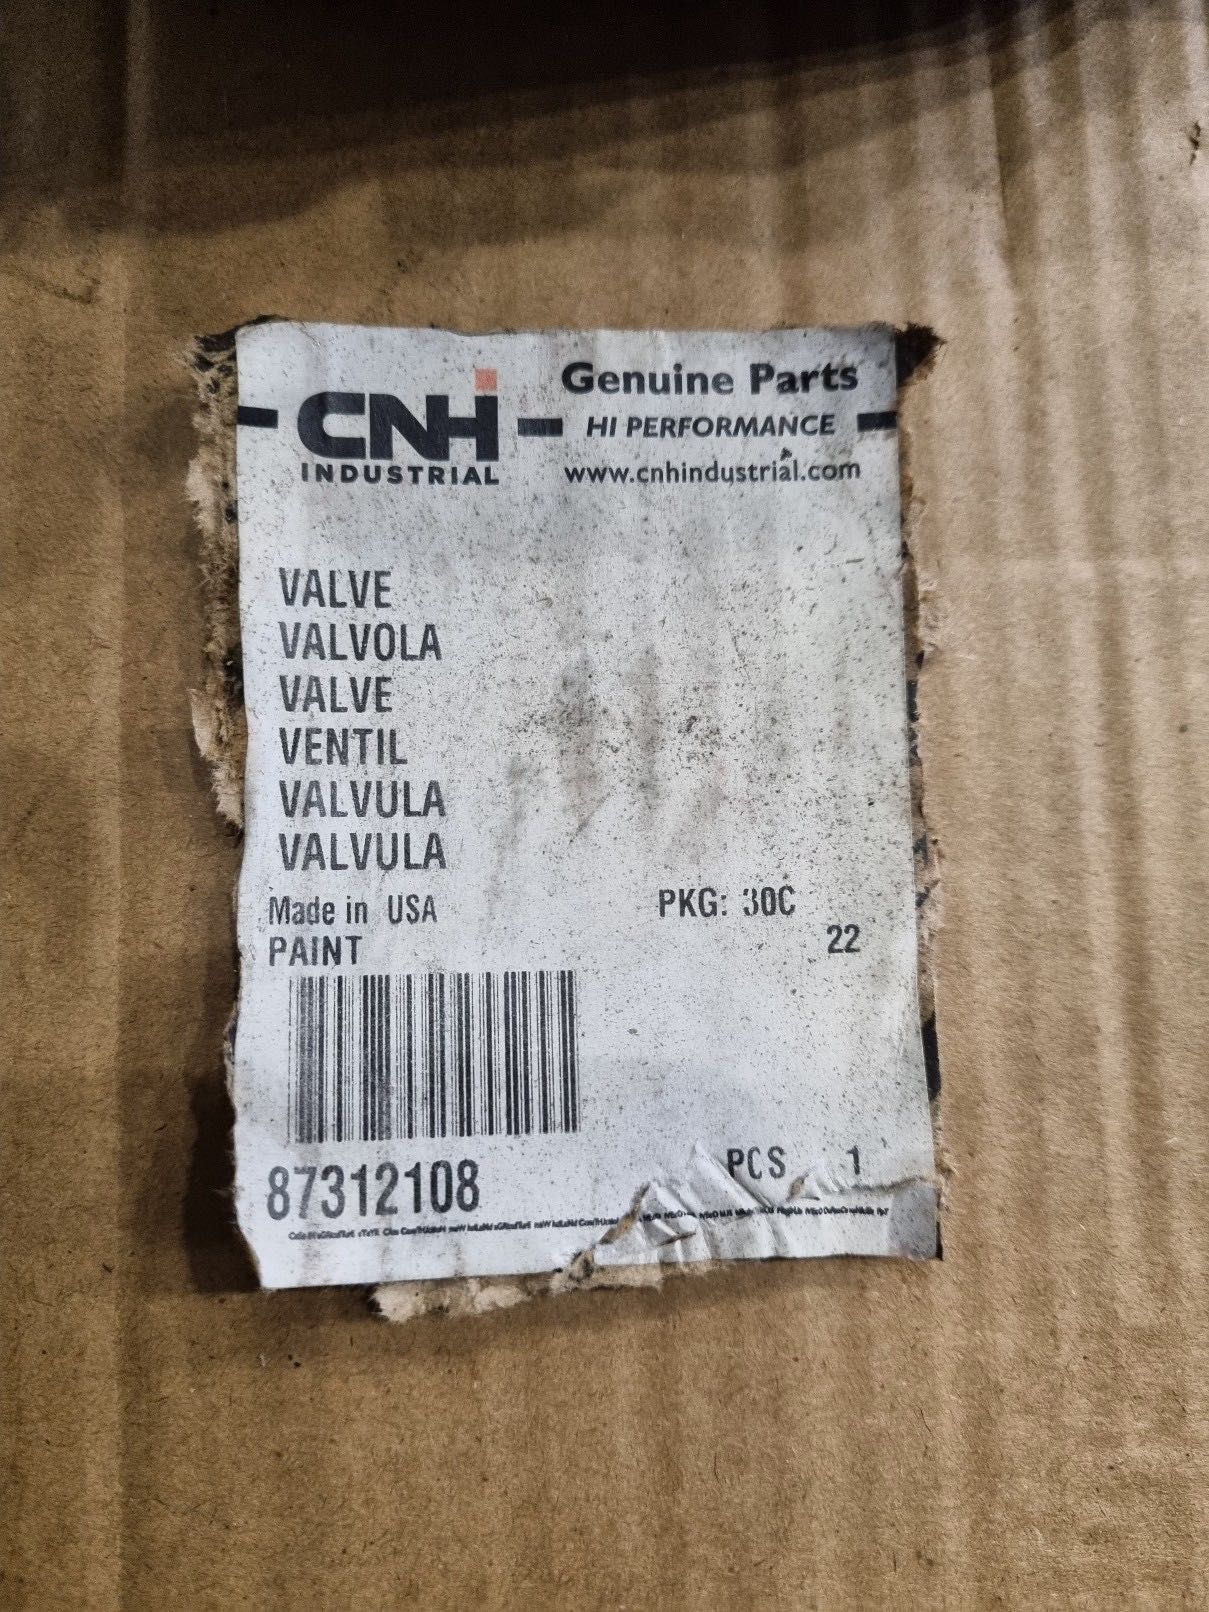 CNH
INDUSTRIAL
Genuine Parts
HI PERFORMANCE
www.cnhindustrial.com
VALVE
VALVOLA
VALVE
VENTIL
VALVULA
VALVULA
Made in USA
PKG: 30C
PAINT
22
87312108
PCS 1